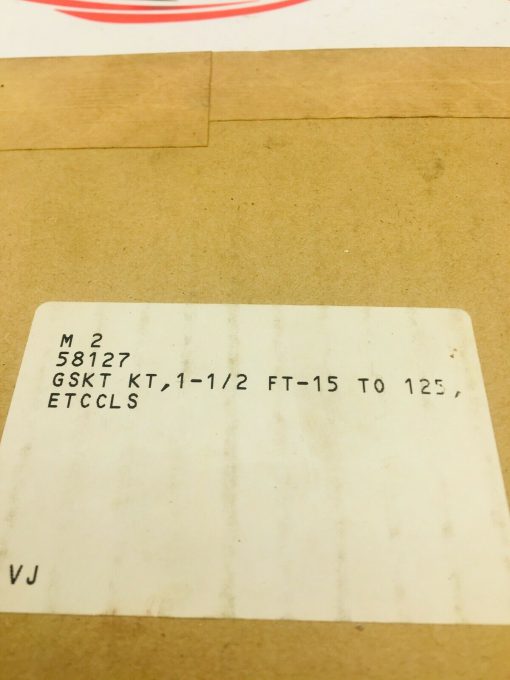 M 2
58127
GSKT KT,1-1/2 FT-15 TO 125,
ETCCLS
VJ